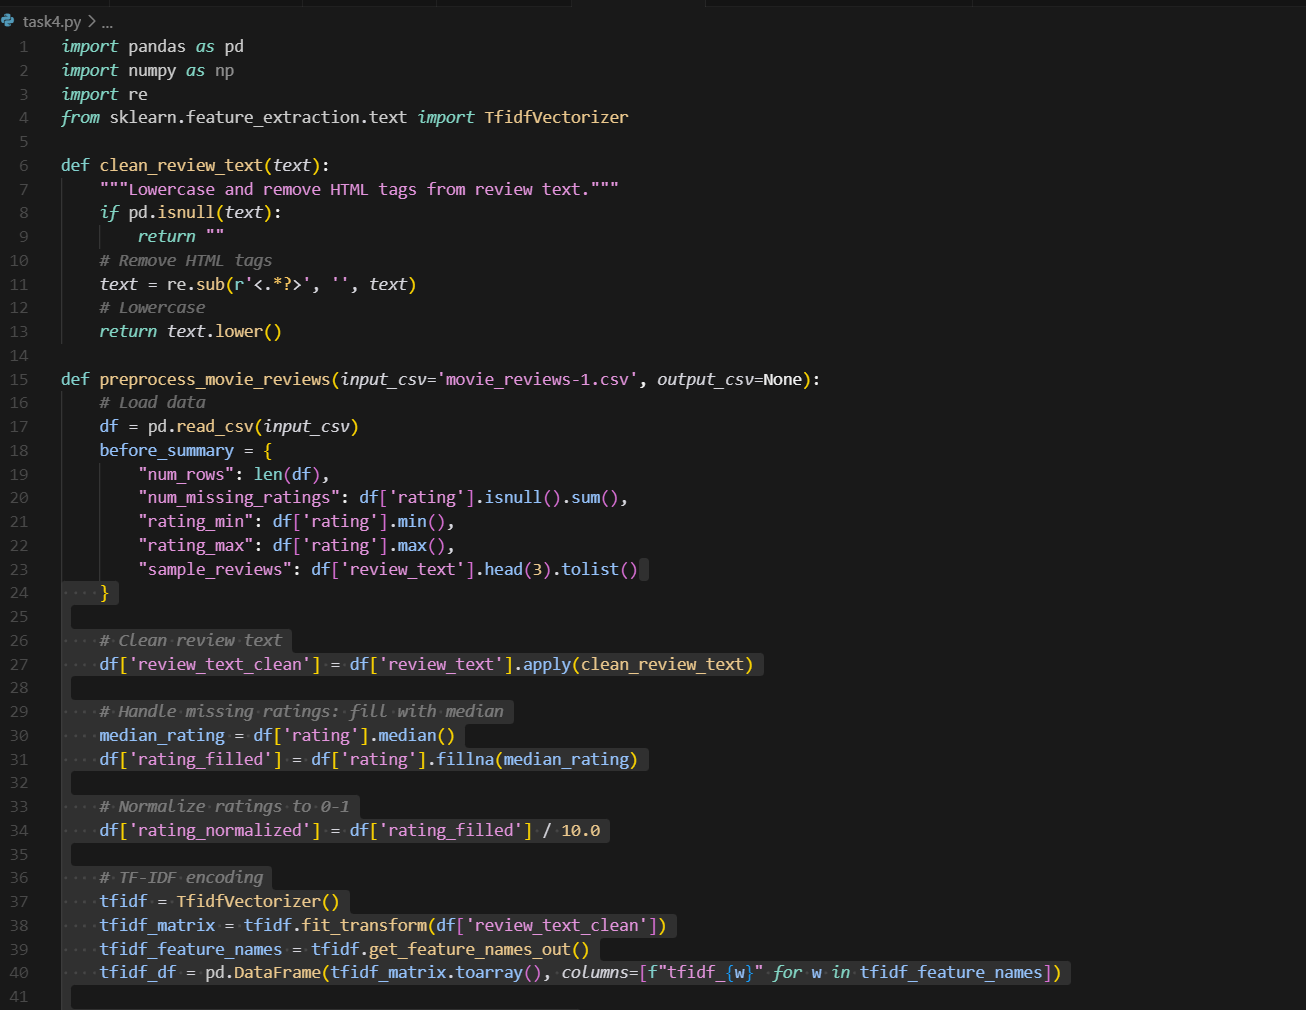 task4.py > ...
1 import pandas as pd
2 import numpy as np
3 import re
4 from sklearn.feature_extraction.text import TfidfVectorizer
5
6 def clean_review_text(text):
7     """Lowercase and remove HTML tags from review text."""
8     if pd.isnull(text):
9         return ""
10     # Remove HTML tags
11     text = re.sub(r'<.*?>', '', text)
12     # Lowercase
13     return text.lower()
14
15 def preprocess_movie_reviews(input_csv='movie_reviews-1.csv', output_csv=None):
16     # Load data
17     df = pd.read_csv(input_csv)
18     before_summary = {
19         "num_rows": len(df),
20         "num_missing_ratings": df['rating'].isnull().sum(),
21         "rating_min": df['rating'].min(),
22         "rating_max": df['rating'].max(),
23         "sample_reviews": df['review_text'].head(3).tolist()
24     }
25
26     # Clean review text
27     df['review_text_clean'] = df['review_text'].apply(clean_review_text)
28
29     # Handle missing ratings: fill with median
30     median_rating = df['rating'].median()
31     df['rating_filled'] = df['rating'].fillna(median_rating)
32
33     # Normalize ratings to 0-1
34     df['rating_normalized'] = df['rating_filled'] / 10.0
35
36     # TF-IDF encoding
37     tfidf = TfidfVectorizer()
38     tfidf_matrix = tfidf.fit_transform(df['review_text_clean'])
39     tfidf_feature_names = tfidf.get_feature_names_out()
40     tfidf_df = pd.DataFrame(tfidf_matrix.toarray(), columns=[f"tfidf_{w}" for w in tfidf_feature_names])
41